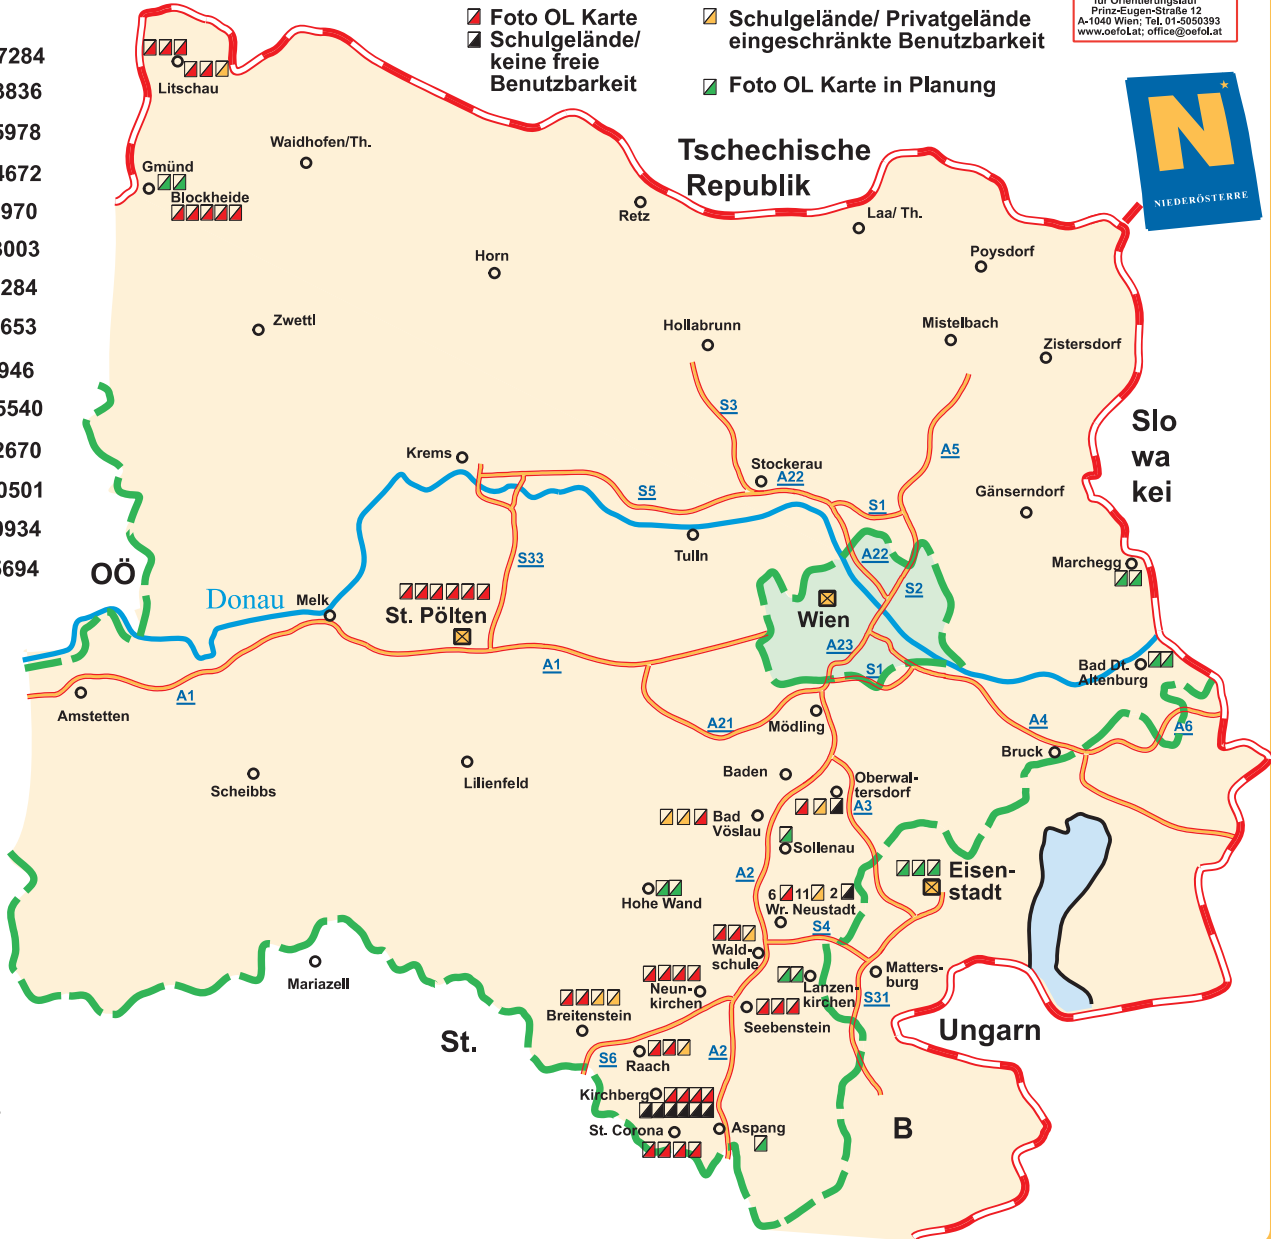 Foto OL Karte
Schulgelände/
keine freie
Benutzbarkeit
Schulgelände/ Privatgelände
eingeschränkte Benutzbarkeit
Foto OL Karte in Planung
für Orientierungslauf
Prinz-Eugen-Straße 12
A-1040 Wien; Tel. 01-5050393
www.oefol.at; office@oefol.at
7284
3836
5978
4672
970
3003
284
653
946
5540
2670
0501
0934
5694
N
NIEDERÖSTERRE
Litschau
Waidhofen/Th.
Gmünd
Blockheide
Tschechische
Republik
Retz
Laa/ Th.
Poysdorf
Horn
Zwettl
Hollabrunn
Mistelbach
Zistersdorf
S3
Slo
wa
kei
Krems
A5
Stockerau
A22
S5
S1
Gänserndorf
Tulln
A22
S33
Marchegg
OÖ
Donau
Melk
S2
St. Pölten
Wien
A23
A1
S1
Bad Dt.
Altenburg
A1
Amstetten
A21
Mödling
A4
A6
Bruck
Baden
Oberwal-
tersdorf
Scheibbs
Lilienfeld
A3
Bad
Vöslau
Sollenau
A2
Eisen-
stadt
6 11 2
Hohe Wand
Wr. Neustadt
S4
Wald-
schule
Mariazell
Matters-
burg
Neun-
kirchen
Lanzen-
kirchen
S31
Breitenstein
Seebenstein
Ungarn
St.
S6
Raach
A2
Kirchberg
St. Corona
Aspang
B